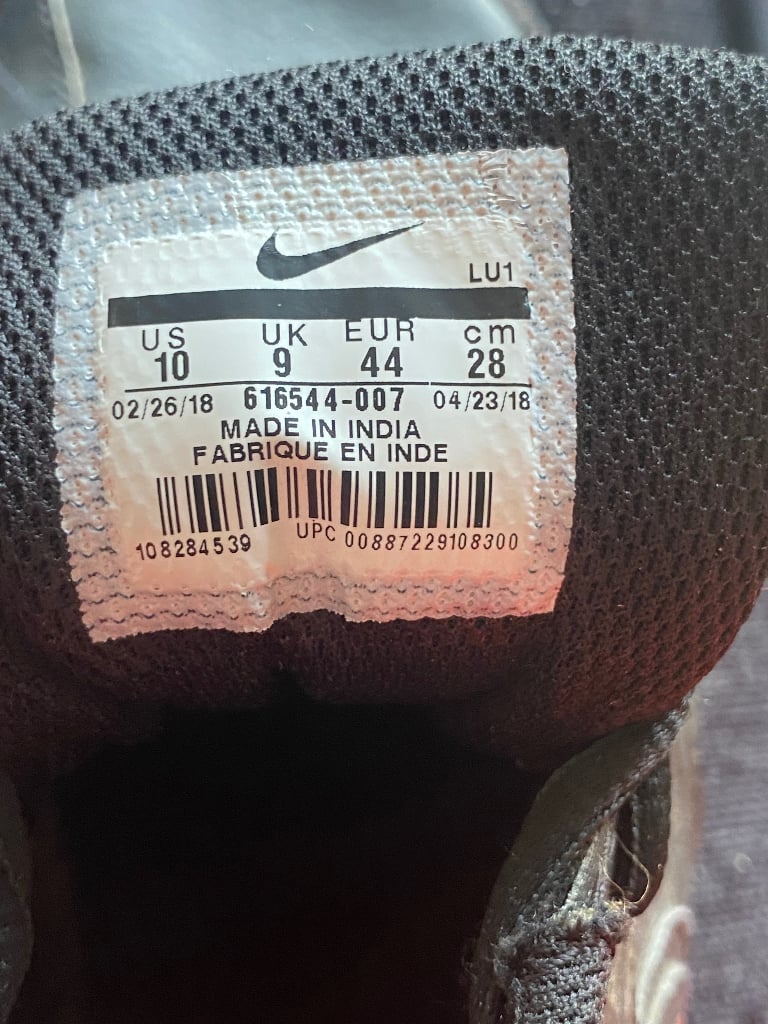 LU1
US UK EUR cm
10 9 44 28
02/26/18 616544-007 04/23/18
MADE IN INDIA
FABRIQUE EN INDE
108284539 UPC 00887229108300